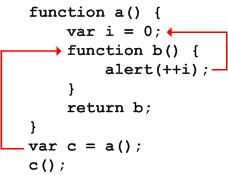 function a() {
    var i = 0;
    function b() {
        alert(++i);
    }
    return b;
}
var c = a();
c();